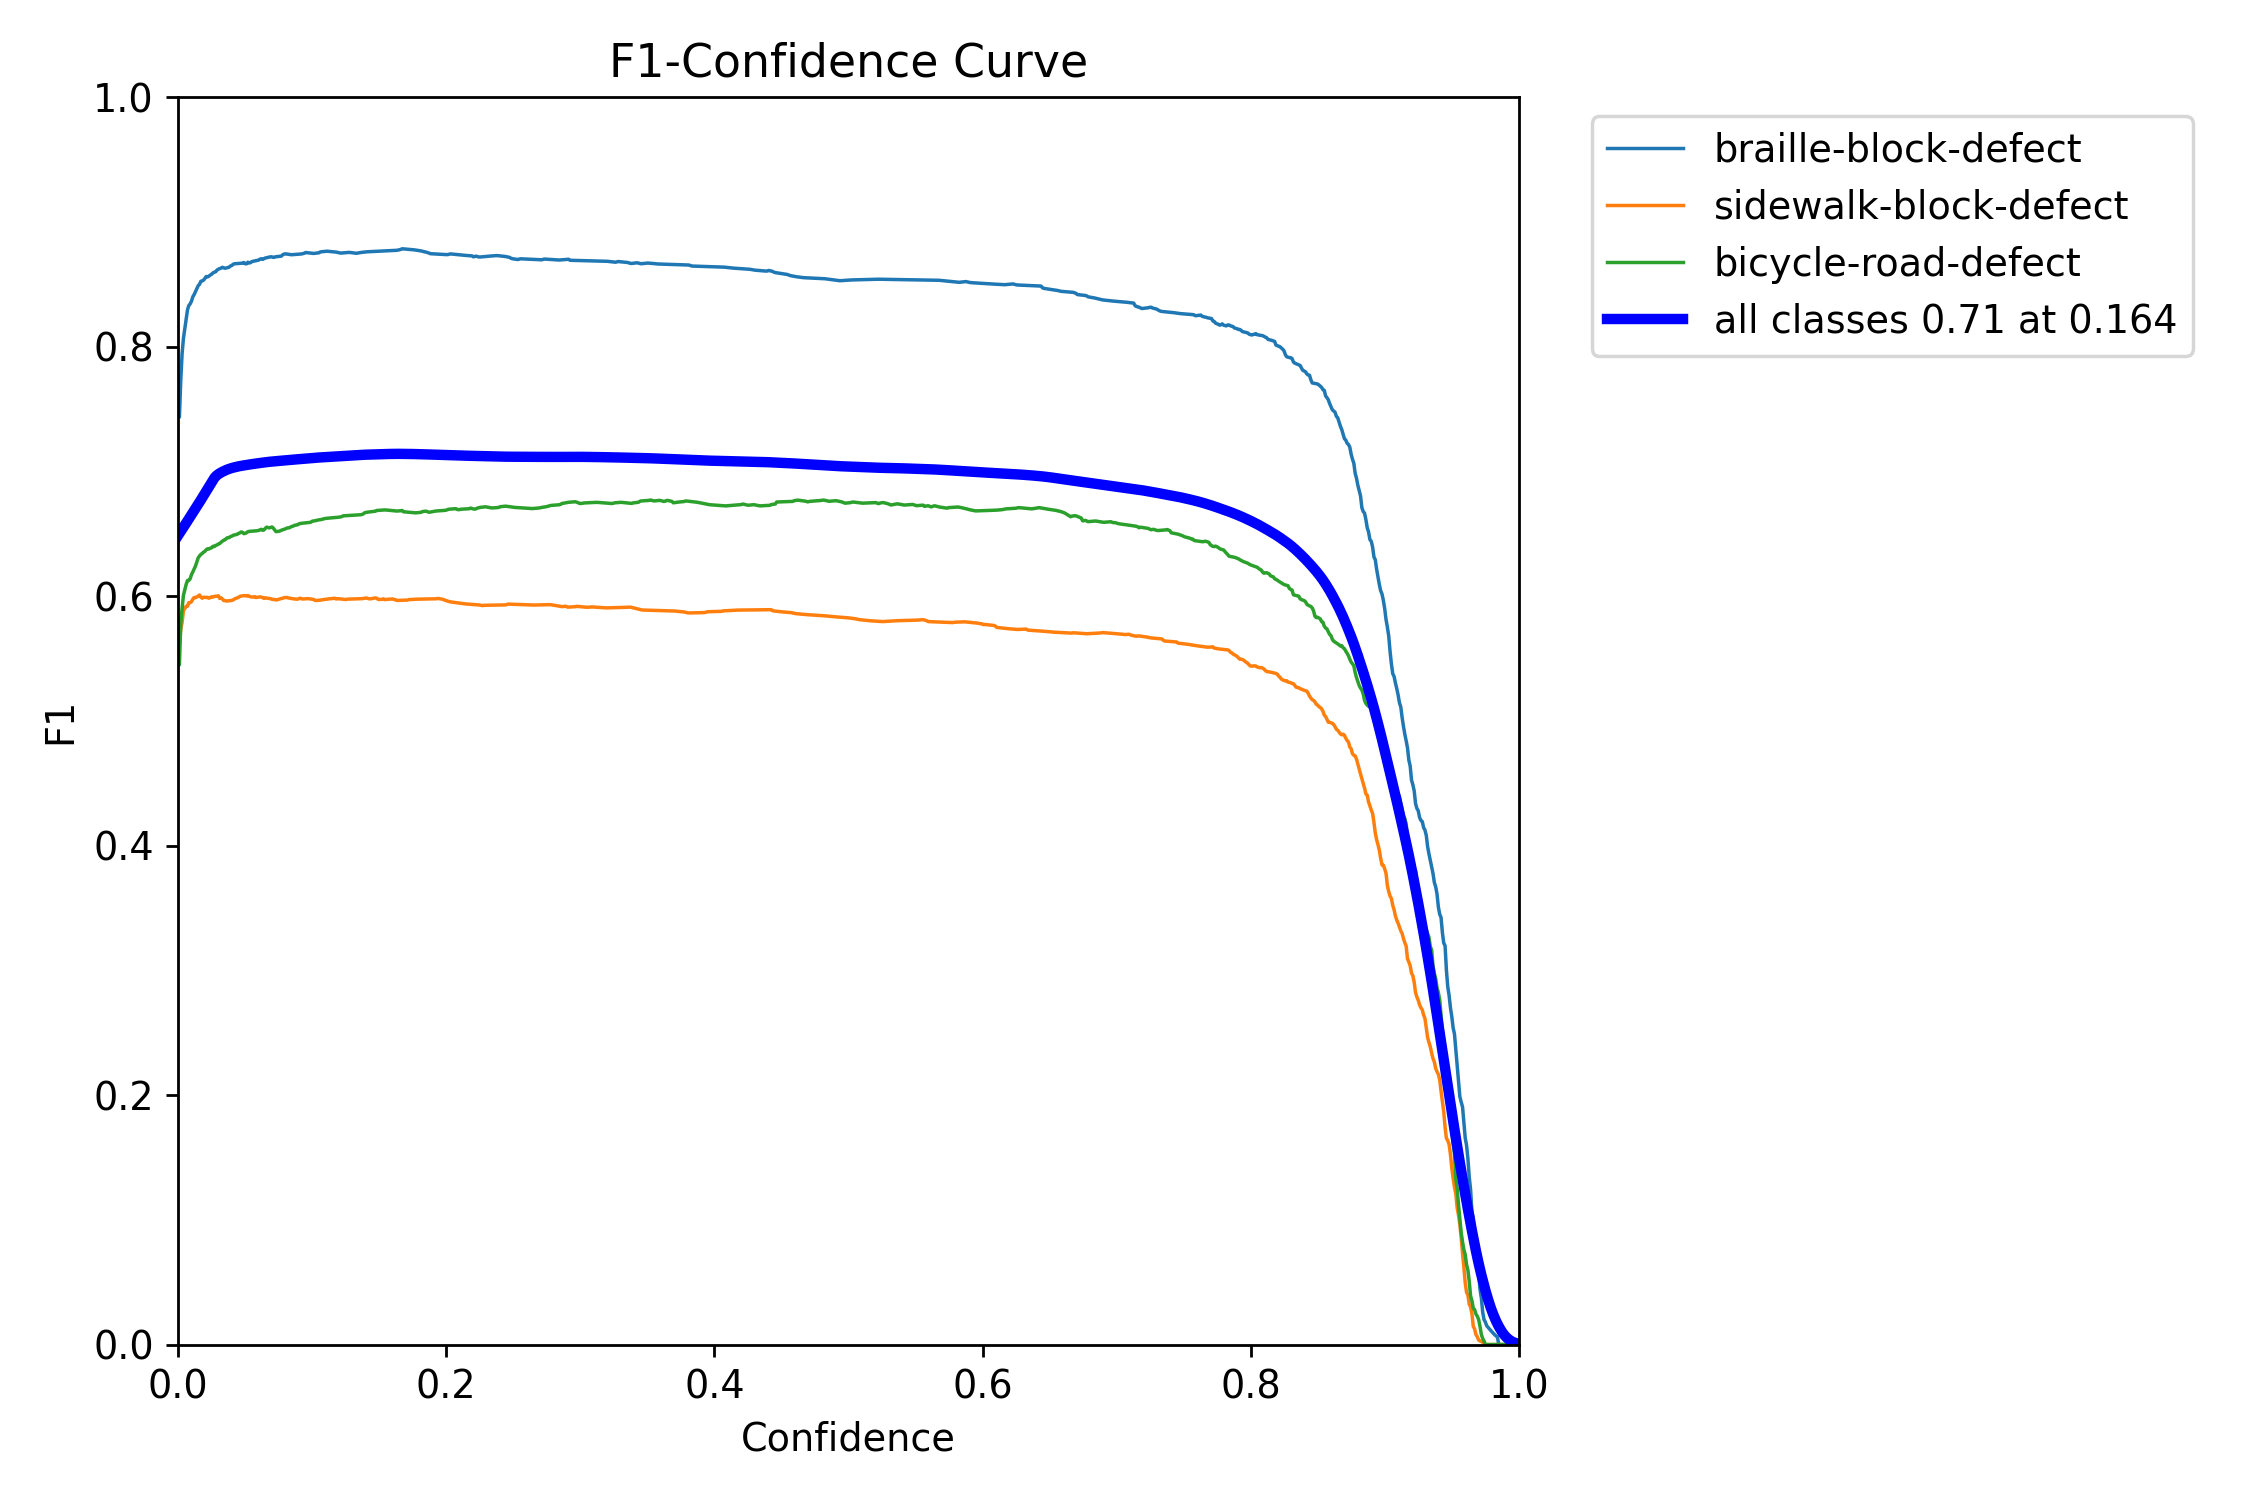 F1-Confidence Curve
1.0
0.8
0.6
0.4
0.2
0.0
F1
0.0 0.2 0.4 0.6 0.8 1.0
Confidence
braille-block-defect
sidewalk-block-defect
bicycle-road-defect
all classes 0.71 at 0.164